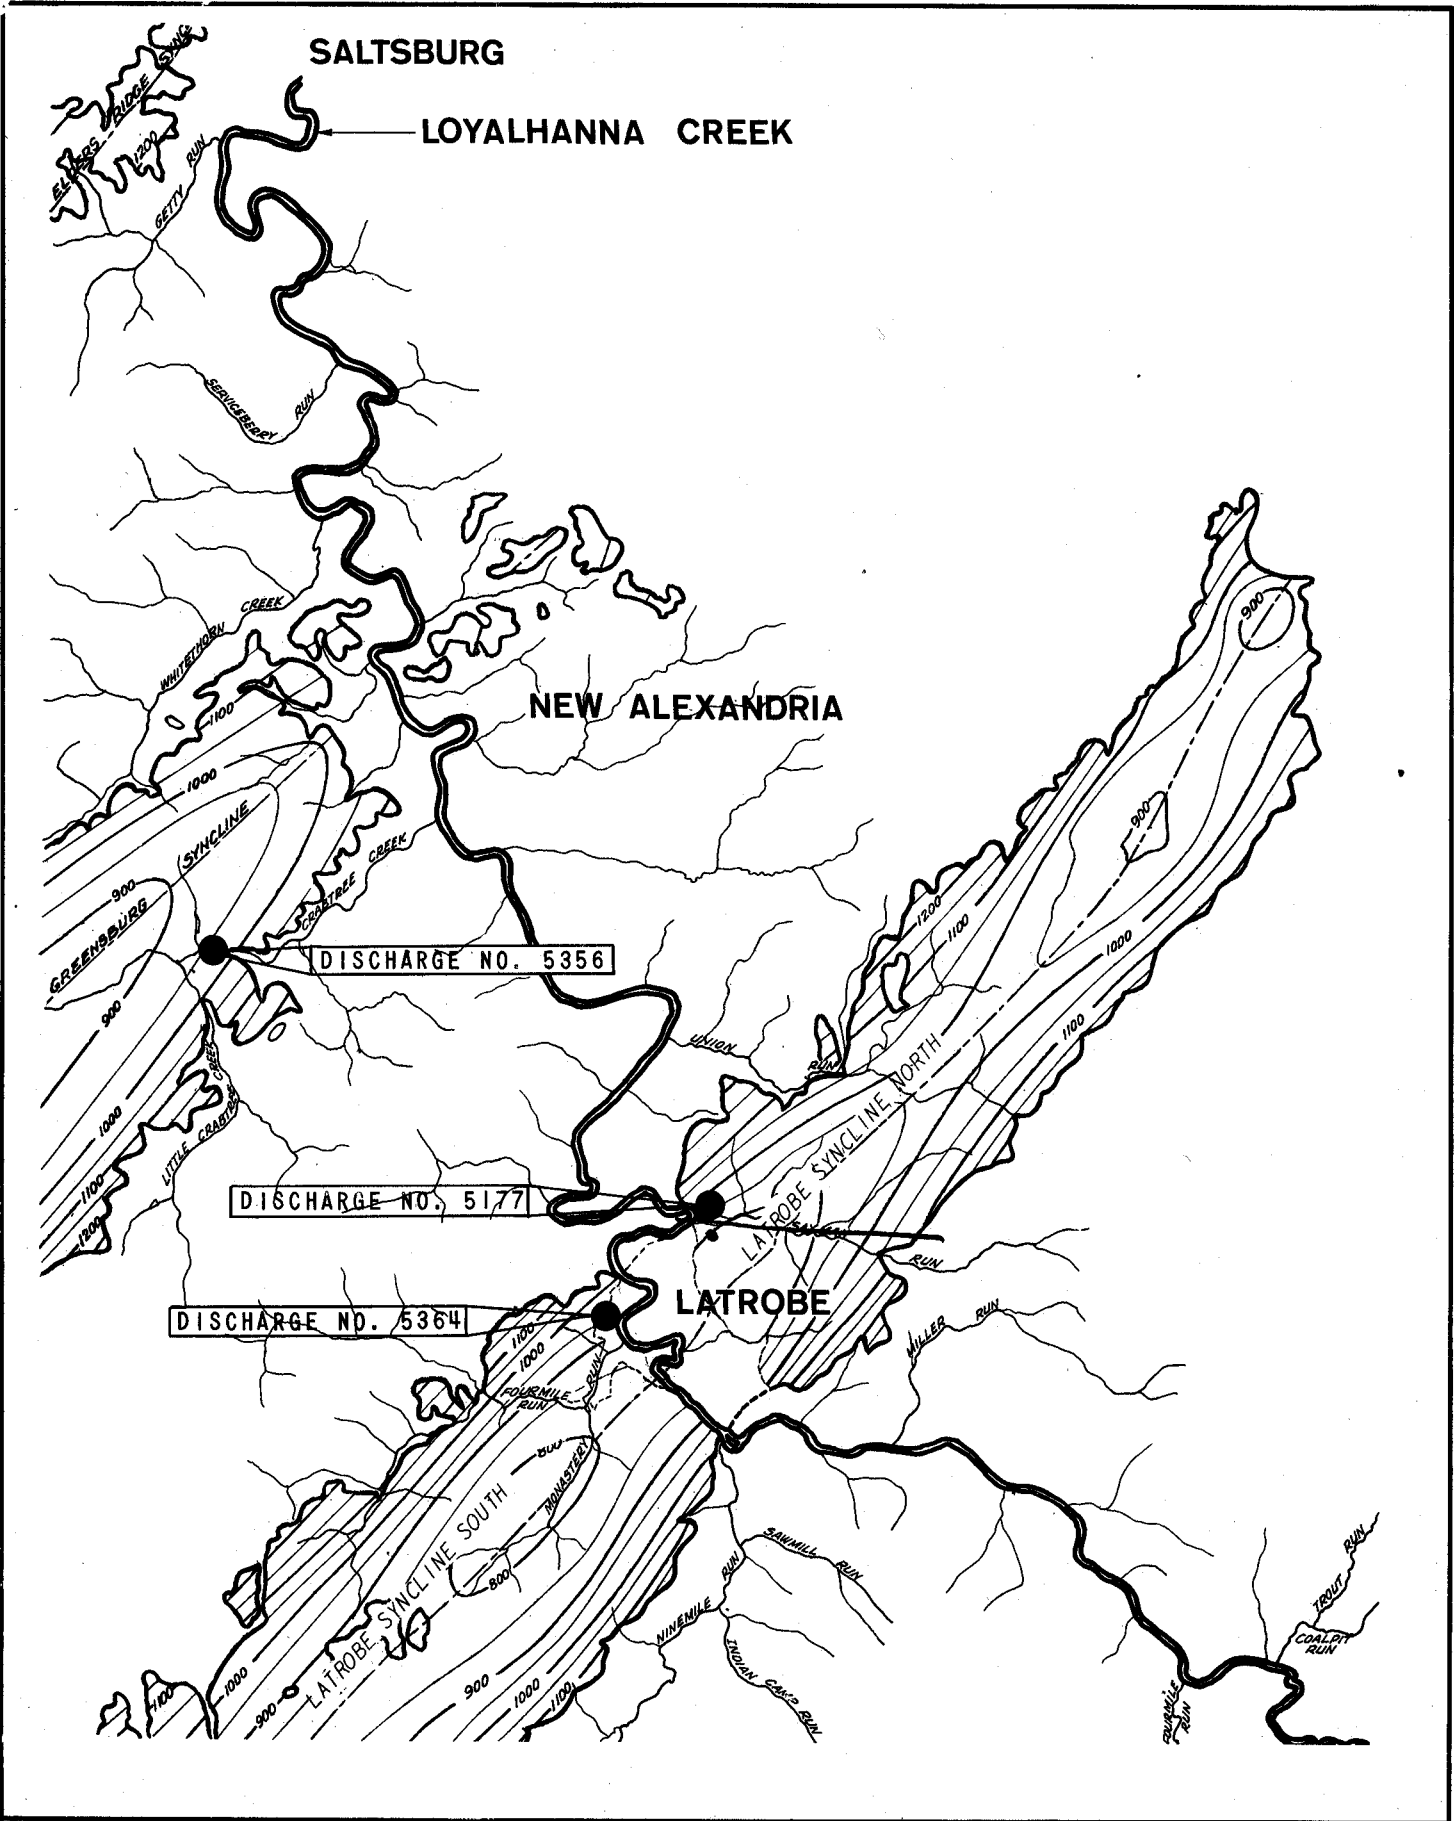 SALTSBURG
LOYALHANNA CREEK
ELDERS RIDGE SYNC
1200
GETTY RUN
SERVICEBERRY RUN
WHITETHORN CREEK
NEW ALEXANDRIA
1100
1000
SYNCLINE
900
GREENSBURG
900
CRABTREE CREEK
DISCHARGE NO. 5356
1000
1100
1200
LITTLE CRABTREE CREEK
900
900
1200
1100
1000
1100
UNION RUN
LATROBE SYNCLINE NORTH
DISCHARGE NO. 5177
RUN
LATROBE
DISCHARGE NO. 5364
1100
1000
MILLER RUN
FOURMILE
RUN
MONASTERY RUN
800
LATROBE SYNCLINE SOUTH
800
SAWMILL RUN
NINEMILE RUN
INDIAN CAMP RUN
TROUT RUN
COALPIT
RUN
FOURMILE
RUN
1100
1000
900
900
1000
1100